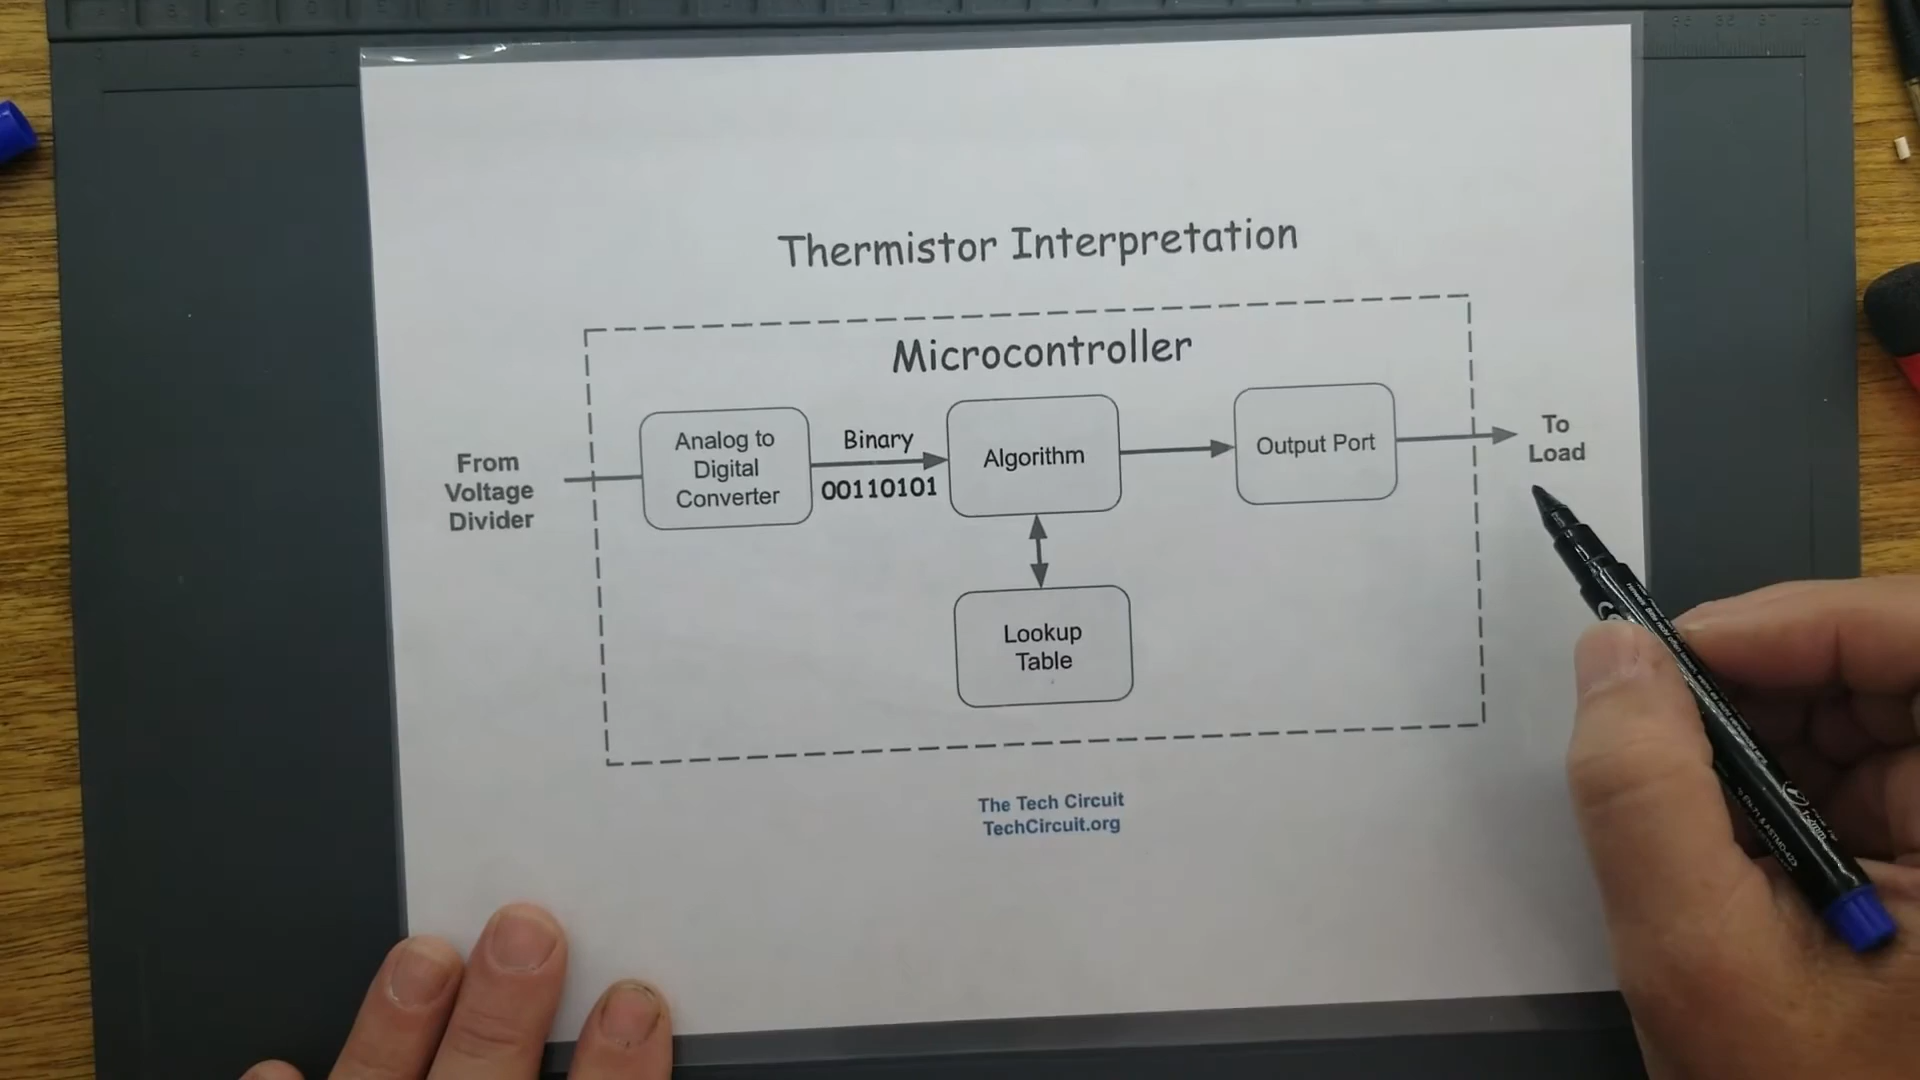 Thermistor Interpretation
Microcontroller
From
Voltage
Divider
Analog to
Digital
Converter
Binary
00110101
Algorithm
Output Port
To
Load
Lookup
Table
The Tech Circuit
TechCircuit.org